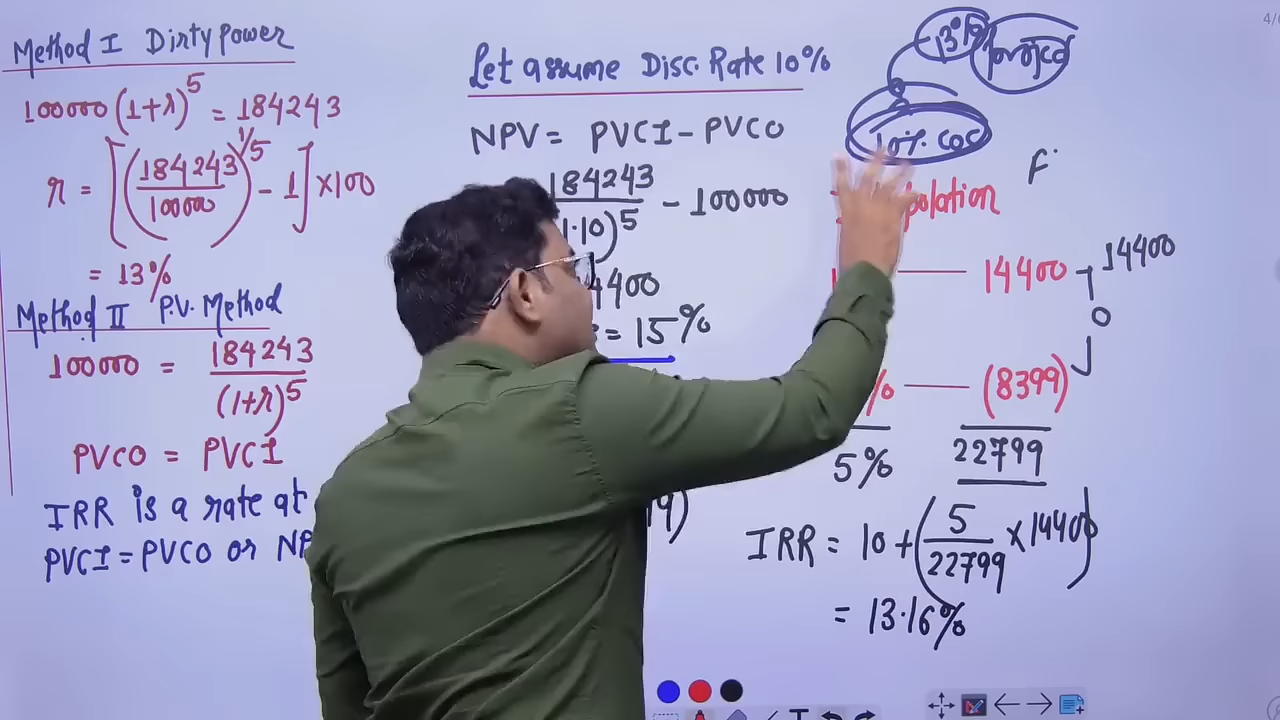 Method I Dirty power
100000(1+r)^5 = 184243
r = [(184243/100000)^1/5 - 1] × 100
= 13%
Method II P.V. Method
100000 = 184243/(1+r)^5
PVCO = PVCI
IRR is a rate at
PVCI = PVCO or NP
Let assume Disc. Rate 10%
NPV = PVCI - PVCO
184243/1.10)^5 - 100000
4400
= 15%
13%
project
10% COC
F
polation
14400
14400
0
% (8399)
5% 22799
IRR = 10 + (5/22799 × 14400)
= 13.16%
4/